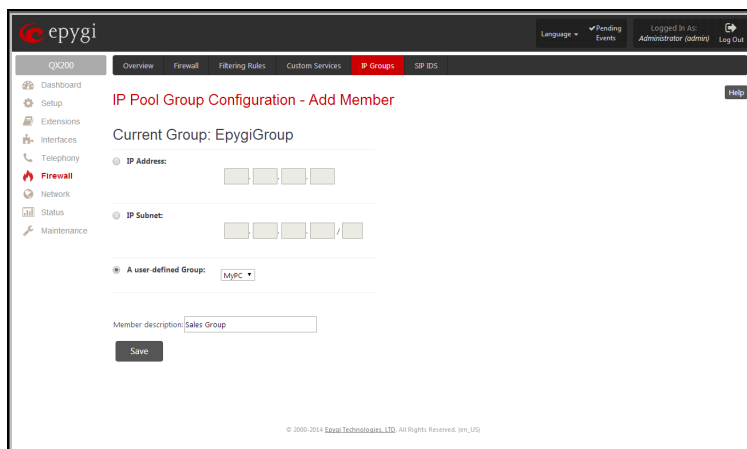 epygi
Language
Pending Events
Logged In As:
Administrator (admin)
Log Out
QX200
Overview
Firewall
Filtering Rules
Custom Services
IP Groups
SIP IDS
Dashboard
Setup
Extensions
Interfaces
Telephony
Firewall
Network
Status
Maintenance
Help
IP Pool Group Configuration - Add Member
Current Group: EpygiGroup
IP Address:
. . .
IP Subnet:
. . . /
A user-defined Group:
MyPC
Member description: Sales Group
Save
© 2000-2014 Epygi Technologies, LTD. All Rights Reserved. (en_US)